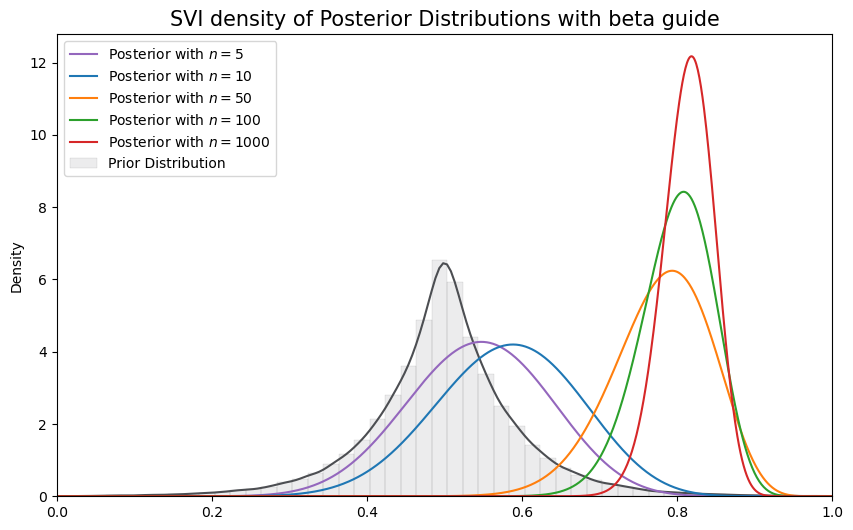 SVI density of Posterior Distributions with beta guide
Posterior with n = 5
Posterior with n = 10
Posterior with n = 50
Posterior with n = 100
Posterior with n = 1000
Prior Distribution
Density
12
10
8
6
4
2
0
0.0 0.2 0.4 0.6 0.8 1.0